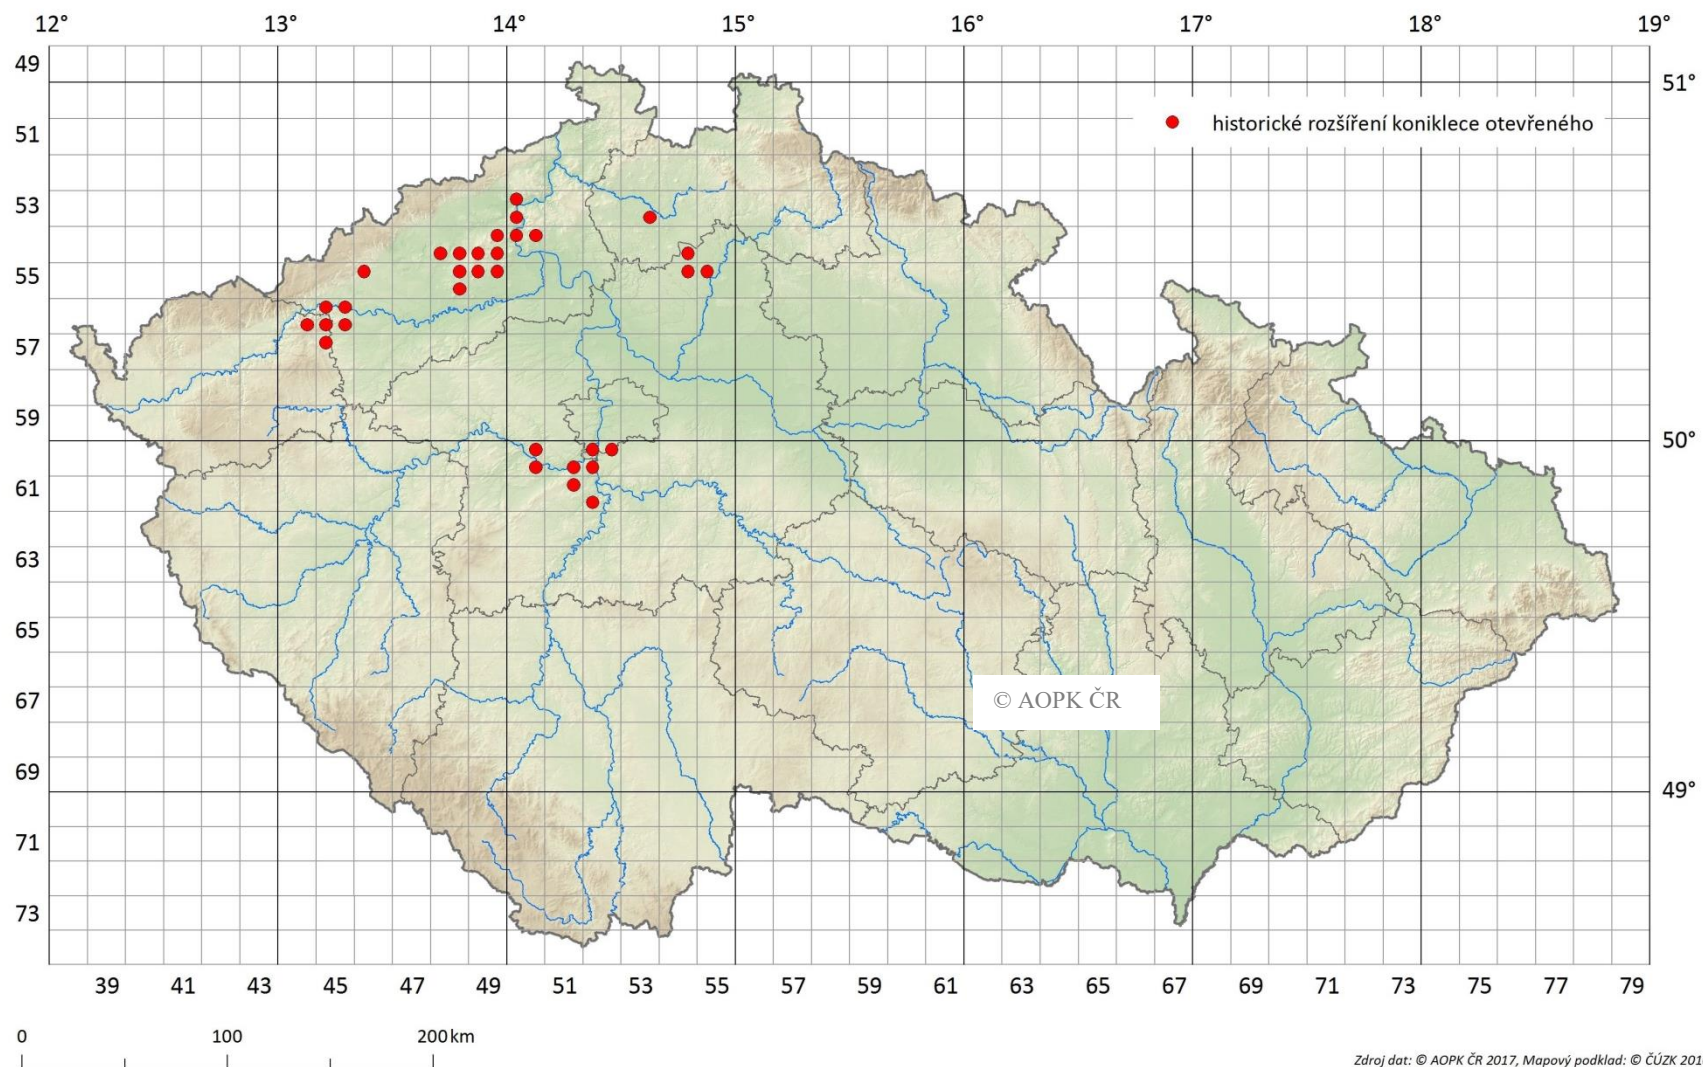 12° 13° 14° 15° 16° 17° 18° 19°
49
51°
51
historické rozšíření koniklece otevřeného
53
55
57
59
50°
61
63
65
67
© AOPK ČR
69
49°
71
73
39 41 43 45 47 49 51 53 55 57 59 61 63 65 67 69 71 77 79
0 100 200 km
Zdroj dat: © AOPK ČR 2017, Mapový podklad: © ČÚZK 201